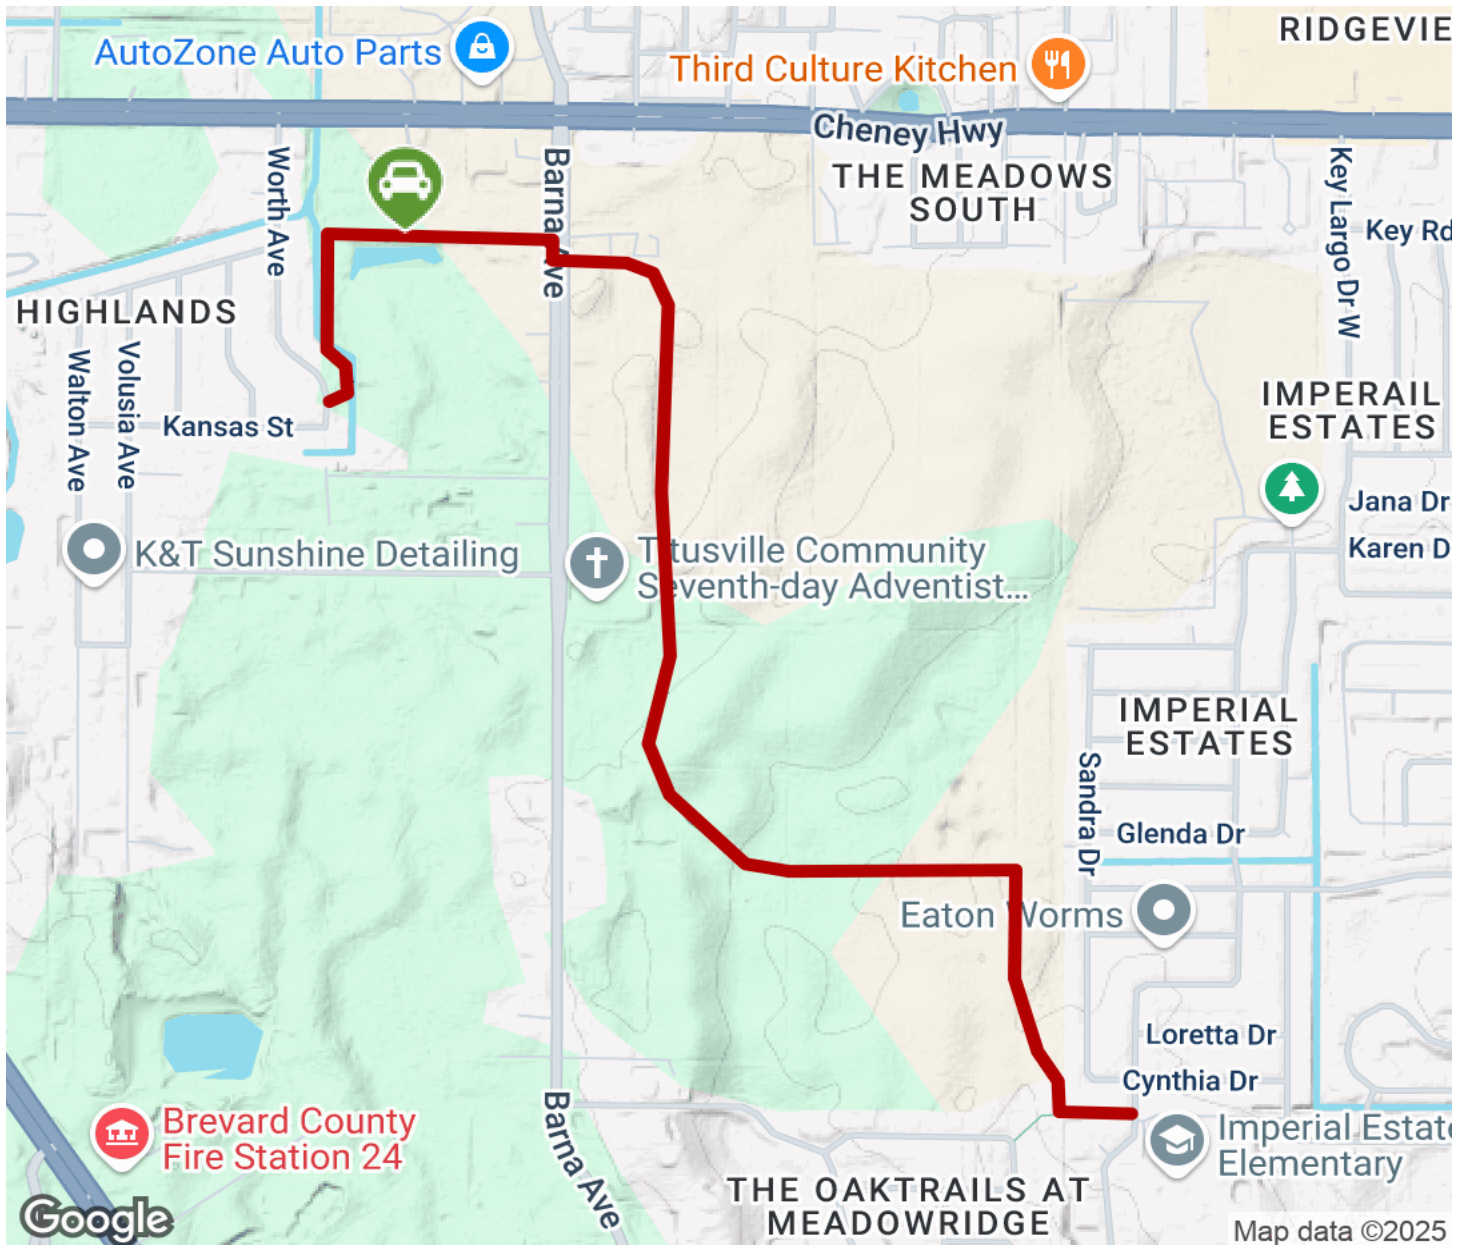 RIDGEVIE
AutoZone Auto Parts
Third Culture Kitchen
Cheney Hwy
Worth Ave
Barna Ave
THE MEADOWS
SOUTH
Key Largo Dr W
Key Rd
HIGHLANDS
Walton Ave
Volusia Ave
Kansas St
IMPERAIL
ESTATES
Jana Dr
Karen D
K&T Sunshine Detailing
Titusville Community
Seventh-day Adventist...
IMPERIAL
ESTATES
Sandra Dr
Glenda Dr
Eaton Worms
Loretta Dr
Cynthia Dr
Barna Ave
Brevard County
Fire Station 24
Imperial Estate
Elementary
THE OAKTRAILS AT
MEADOWRIDGE
Google
Map data ©2025